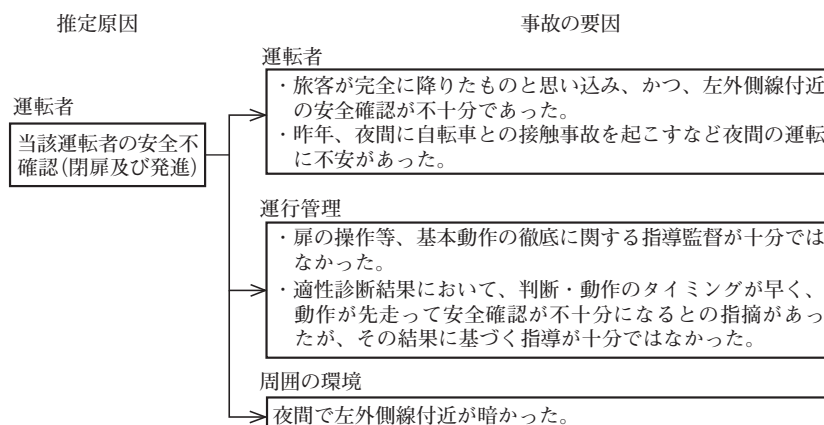 推定原因
事故の要因
運転者
当該運転者の安全不
確認(閉扉及び発進)
運転者
・旅客が完全に降りたものと思い込み、かつ、左外側線付近
の安全確認が不十分であった。
・昨年、夜間に自転車との接触事故を起こすなど夜間の運転
に不安があった。
運行管理
・扉の操作等、基本動作の徹底に関する指導監督が十分では
なかった。
・適性診断結果において、判断・動作のタイミングが早く、
動作が先走って安全確認が不十分になるとの指摘があっ
たが、その結果に基づく指導が十分ではなかった。
周囲の環境
夜間で左外側線付近が暗かった。